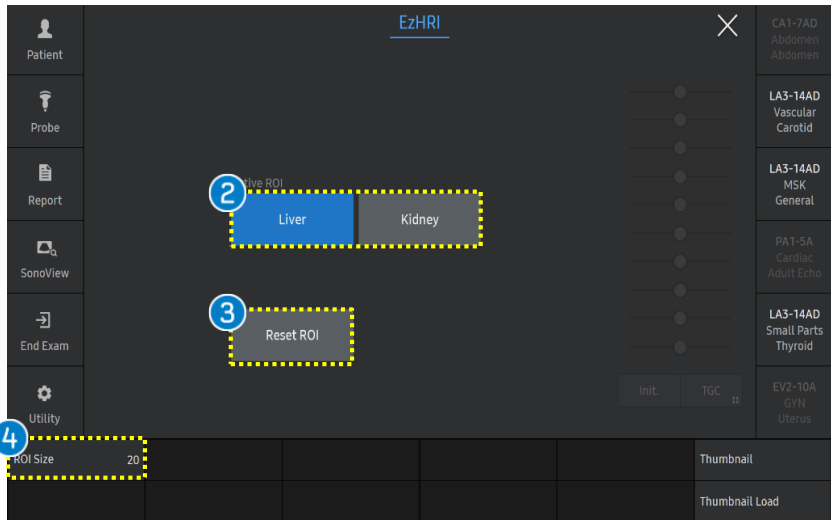 EzHRI
Patient
Probe
Report
SonoView
End Exam
Utility
2
tive ROI
Liver
Kidney
3
Reset ROI
Init.
TGC
CA1-7AD
Abdomen
Abdomen
LA3-14AD
Vascular
Carotid
LA3-14AD
MSK
General
PA1-5A
Cardiac
Adult Echo
LA3-14AD
Small Parts
Thyroid
EV2-10A
GYN
Uterus
4
ROI Size 20
Thumbnail
Thumbnail Load